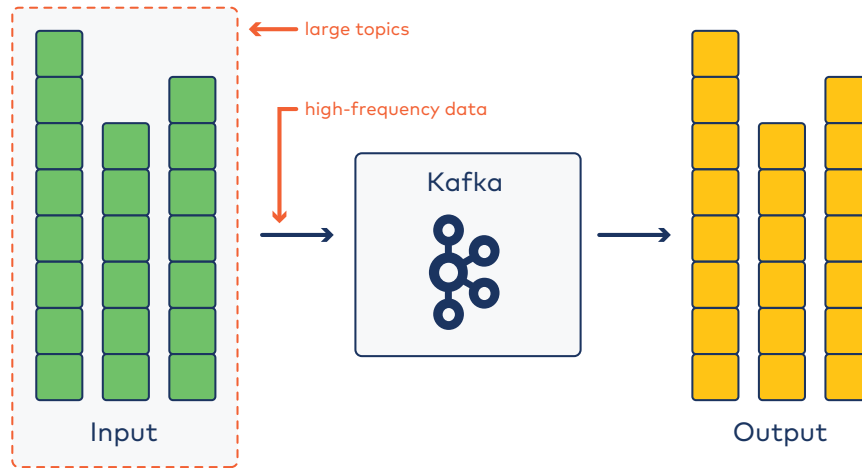 large topics
high-frequency data
Kafka
Input
Output